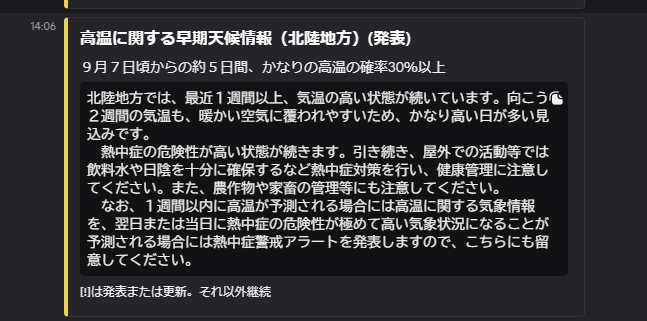 14:06
高温に関する早期天候情報（北陸地方）(発表)
９月７日頃からの約５日間、かなりの高温の確率30%以上
北陸地方では、最近１週間以上、気温の高い状態が続いています。向こう
２週間の気温も、暖かい空気に覆われやすいため、かなり高い日が多い見
込みです。
　熱中症の危険性が高い状態が続きます。引き続き、屋外での活動等では
飲料水や日陰を十分に確保するなど熱中症対策を行い、健康管理に注意し
てください。また、農作物や家畜の管理等にも注意してください。
　なお、１週間以内に高温が予測される場合には高温に関する気象情報
を、翌日または当日に熱中症の危険性が極めて高い気象状況になることが
予測される場合には熱中症警戒アラートを発表しますので、こちらにも留
意してください。
[!]は発表または更新。それ以外継続